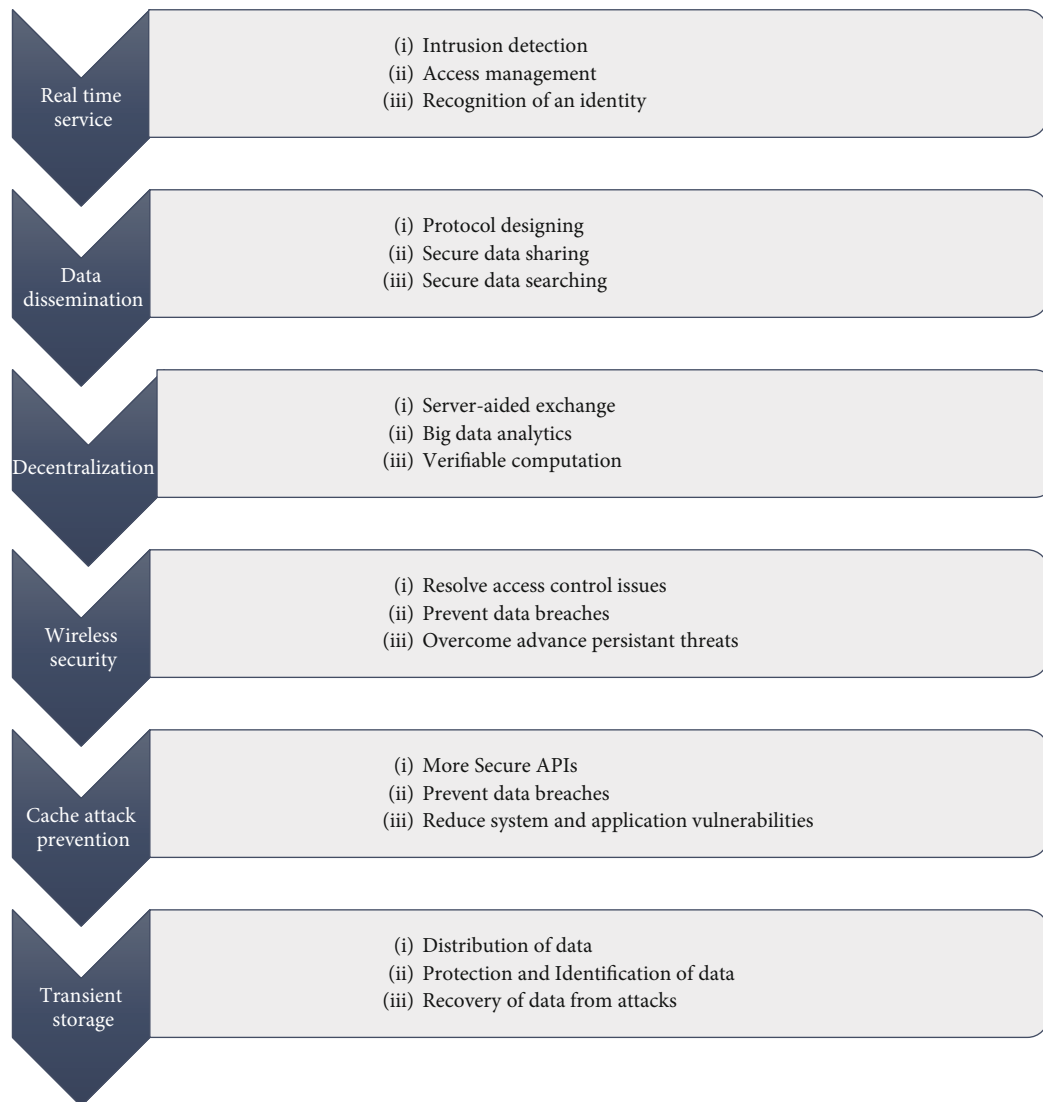 Real time
service
(i) Intrusion detection
(ii) Access management
(iii) Recognition of an identity
Data
dissemination
(i) Protocol designing
(ii) Secure data sharing
(iii) Secure data searching
Decentralization
(i) Server-aided exchange
(ii) Big data analytics
(iii) Verifiable computation
Wireless
security
(i) Resolve access control issues
(ii) Prevent data breaches
(iii) Overcome advance persistant threats
Cache attack
prevention
(i) More Secure APIs
(ii) Prevent data breaches
(iii) Reduce system and application vulnerabilities
Transient
storage
(i) Distribution of data
(ii) Protection and Identification of data
(iii) Recovery of data from attacks